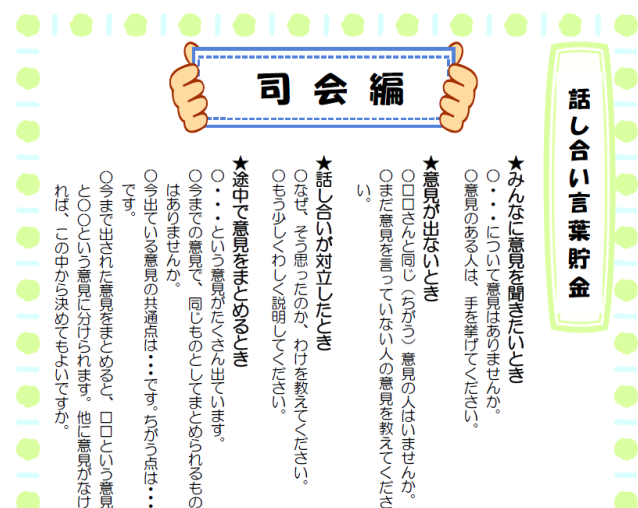 話し合い言葉貯金
司会編
★みんなに意見を聞きたいとき
○・・・について意見はありませんか。
○意見のある人は、手を挙げてください。
★意見が出ないとき
○口口さんと同じ（ちがう）意見の人はいませんか。
○まだ意見を言っていない人の意見を教えてくださ
い。
★話し合いが対立したとき
○なぜ、そう思ったのか、わけを教えてください。
○もう少しくわしく説明してください。
★途中で意見をまとめるとき
○・・・という意見がたくさん出ています。
○今までの意見で、同じものとしてまとめられるもの
はありませんか。
○今出ている意見の共通点は・・・です。ちがう点は・・・
です。
○今まで出された意見をまとめると、口口という意見
と○○という意見に分けられます。他に意見がなけ
れば、この中から決めてもよいですか。